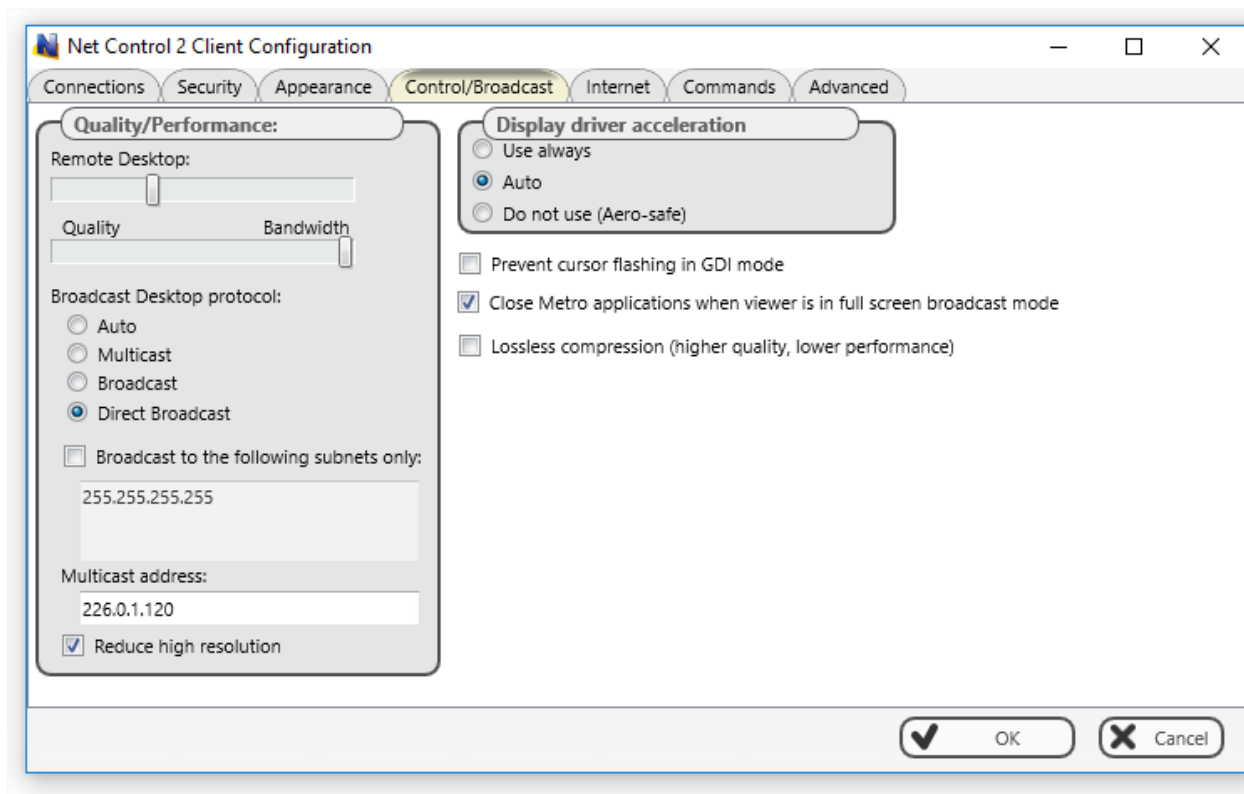 Net Control 2 Client Configuration
Connections Security Appearance Control/Broadcast Internet Commands Advanced
Quality/Performance:
Remote Desktop:
Quality Bandwidth
Broadcast Desktop protocol:
Auto
Multicast
Broadcast
Direct Broadcast
Broadcast to the following subnets only:
255.255.255.255
Multicast address:
226.0.1.120
Reduce high resolution
Display driver acceleration
Use always
Auto
Do not use (Aero-safe)
Prevent cursor flashing in GDI mode
Close Metro applications when viewer is in full screen broadcast mode
Lossless compression (higher quality, lower performance)
OK Cancel